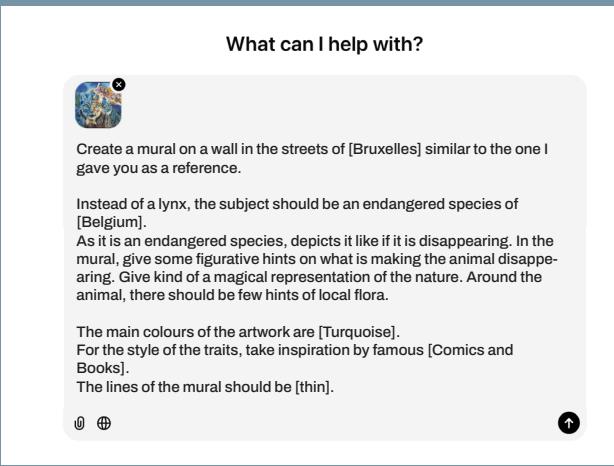 What can I help with?
Create a mural on a wall in the streets of [Bruxelles] similar to the one I
gave you as a reference.
Instead of a lynx, the subject should be an endangered species of
[Belgium].
As it is an endangered species, depicts it like if it is disappearing. In the
mural, give some figurative hints on what is making the animal disappe-
aring. Give kind of a magical representation of the nature. Around the
animal, there should be few hints of local flora.
The main colours of the artwork are [Turquoise].
For the style of the traits, take inspiration by famous [Comics and
Books].
The lines of the mural should be [thin].